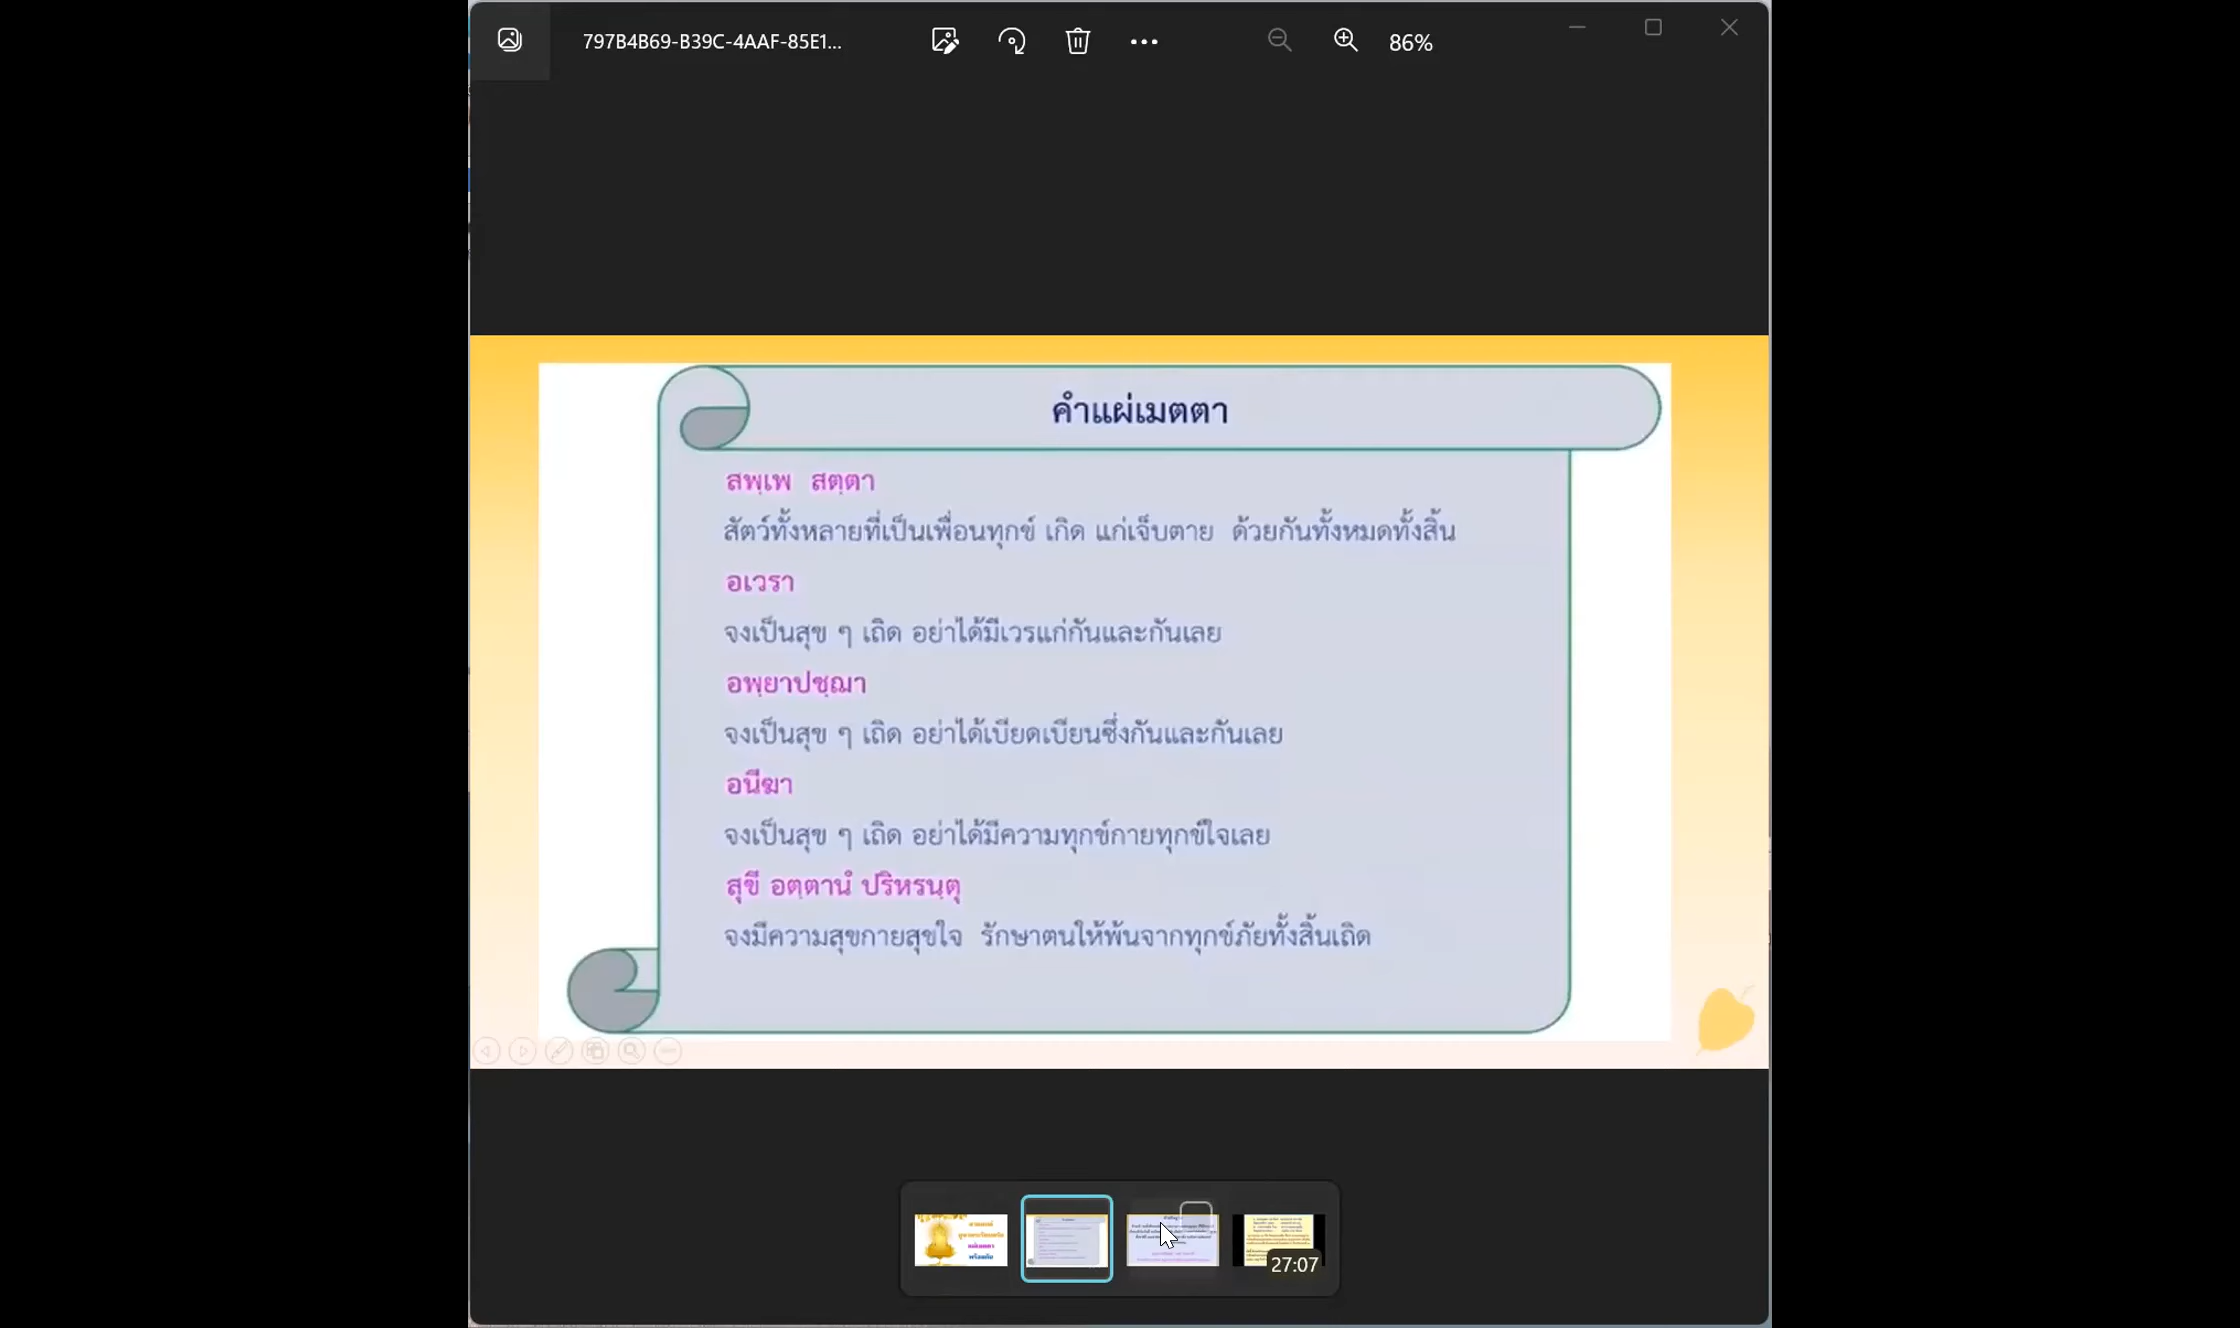 797B4B69-B39C-4AAF-85E1...
86%
คำแผ่เมตตา
สพฺเพ สตฺตา
สัตว์ทั้งหลายที่เป็นเพื่อนทุกข์ เกิด แก่เจ็บตาย ด้วยกันทั้งหมดทั้งสิ้น
อเวรา
จงเป็นสุข ๆ เถิด อย่าได้มีเวรแก่กันและกันเลย
อพฺยาปชฺฌา
จงเป็นสุข ๆ เถิด อย่าได้เบียดเบียนซึ่งกันและกันเลย
อนีฆา
จงเป็นสุข ๆ เถิด อย่าได้มีความทุกข์กายทุกข์ใจเลย
สุขี อตฺตานํ ปริหรนฺตุ
จงมีความสุขกายสุขใจ รักษาตนให้พ้นจากทุกข์ภัยทั้งสิ้นเถิด
27:07